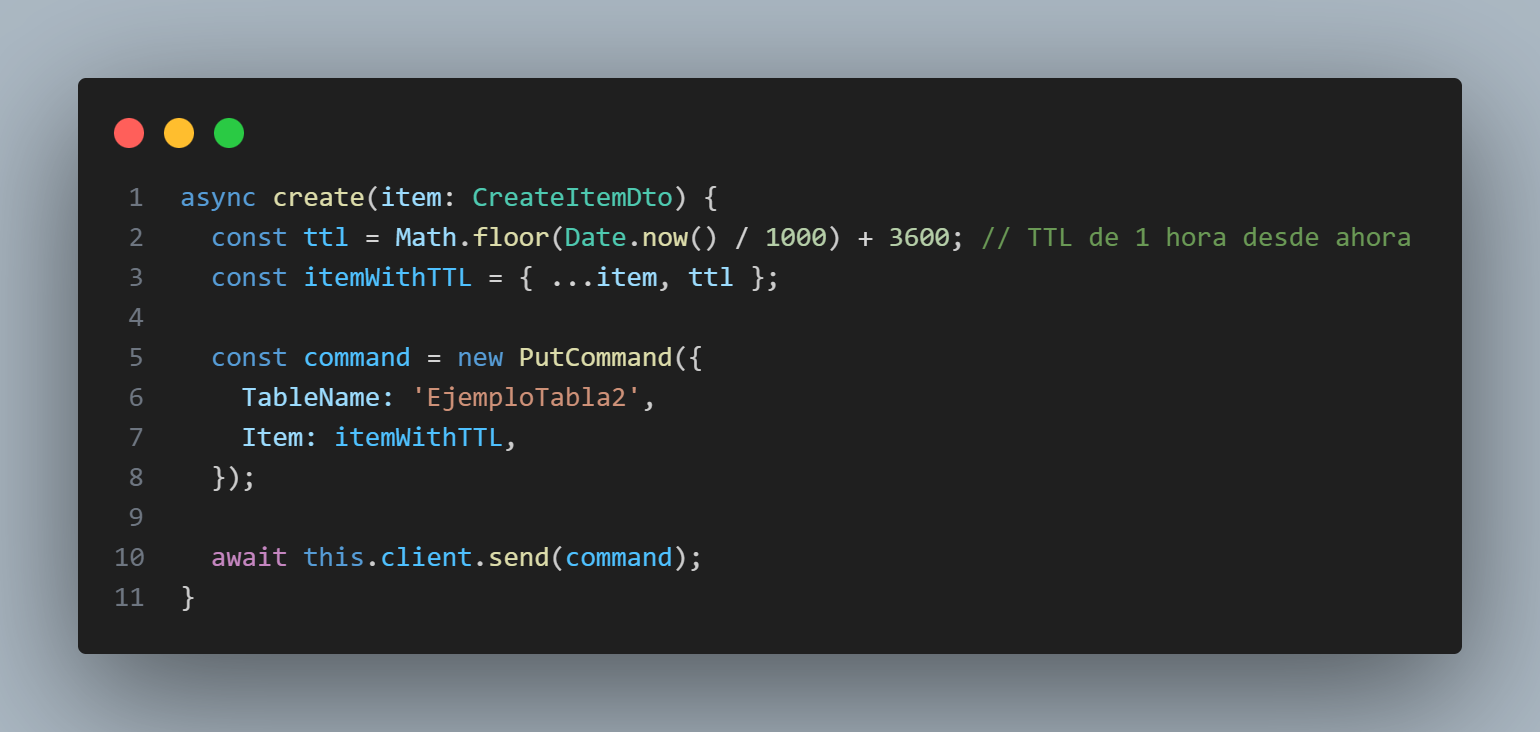 1 async create(item: CreateItemDto) {
2 const ttl = Math.floor(Date.now() / 1000) + 3600; // TTL de 1 hora desde ahora
3 const itemWithTTL = { ...item, ttl };
4
5 const command = new PutCommand({
6 TableName: 'EjemploTabla2',
7 Item: itemWithTTL,
8 });
9
10 await this.client.send(command);
11 }